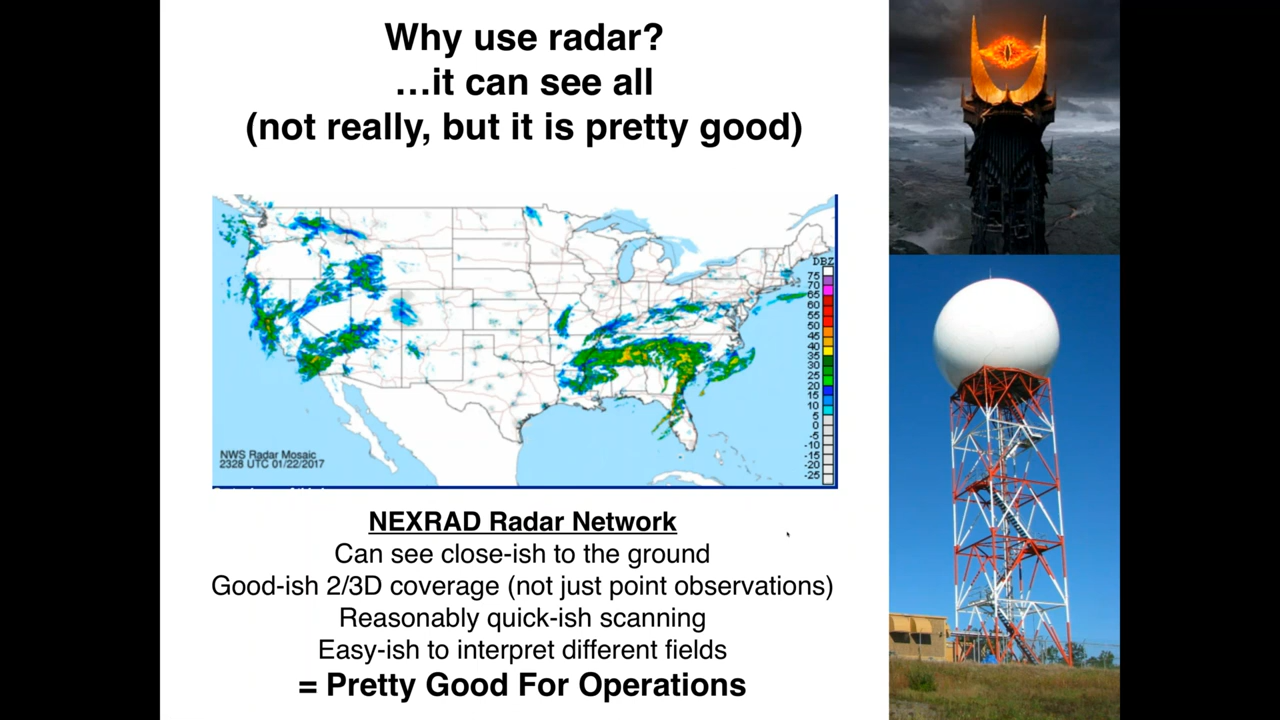 Why use radar?
…it can see all
(not really, but it is pretty good)
DBZ
75
70
65
60
55
50
45
40
35
30
25
20
15
10
5
0
-5
-10
-15
-20
-25
NWS Radar Mosaic
2328 UTC 01/22/2017
NEXRAD Radar Network
Can see close-ish to the ground
Good-ish 2/3D coverage (not just point observations)
Reasonably quick-ish scanning
Easy-ish to interpret different fields
= Pretty Good For Operations